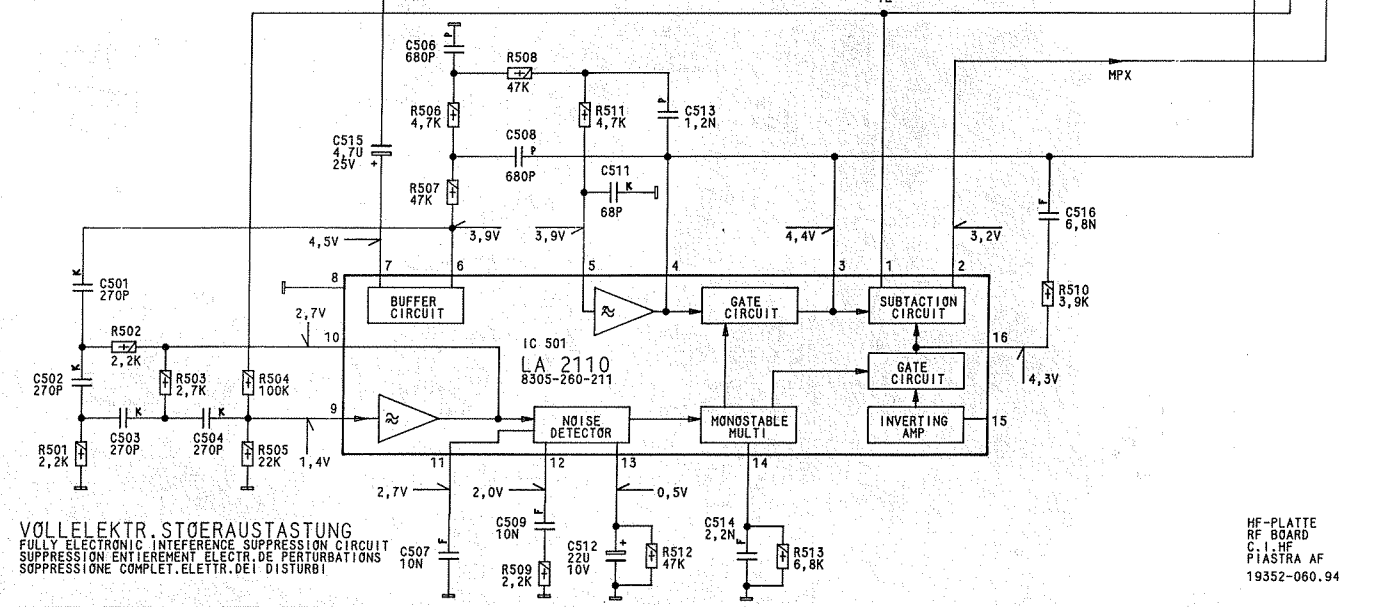 C506
680P
P
R508
47K
MPX
R506
4,7K
R511
4,7K
P
C513
1,2N
C515
4,7U
25V
+
C508
P
680P
R507
47K
C511
K
68P
F
C516
6,8N
4,5V
3,9V
3,9V
4,4V
3,2V
7
6
5
4
3
1
2
8
K
C501
270P
BUFFER
CIRCUIT
GATE
CIRCUIT
SUBTACTION
CIRCUIT
R510
3,9K
2,7V
R502
2,2K
10
IC 501
LA 2110
8305-260-211
16
K
C502
270P
R503
2,7K
R504
100K
GATE
CIRCUIT
4,3V
K
C503
270P
K
C504
270P
9
NOISE
DETECTOR
MONOSTABLE
MULTI
INVERTING
AMP
15
R501
2,2K
R505
22K
1,4V
11
12
13
14
2,7V
2,0V
0,5V
VOLLELEKTR.STOERAUSTASTUNG
FULLY ELECTRONIC INTEFERENCE SUPPRESSION CIRCUIT
SUPPRESSION ENTIEREMENT ELECTR.DE PERTURBATIONS
SOPPRESSIONE COMPLET.ELETTR.DEI DISTURBI
C507
10N
F
C509
10N
F
R509
2,2K
C512
22U
10V
+
R512
47K
C514
2,2N
F
R513
6,8K
HF-PLATTE
RF BOARD
C.I.HF
PIASTRA AF
19352-060.94